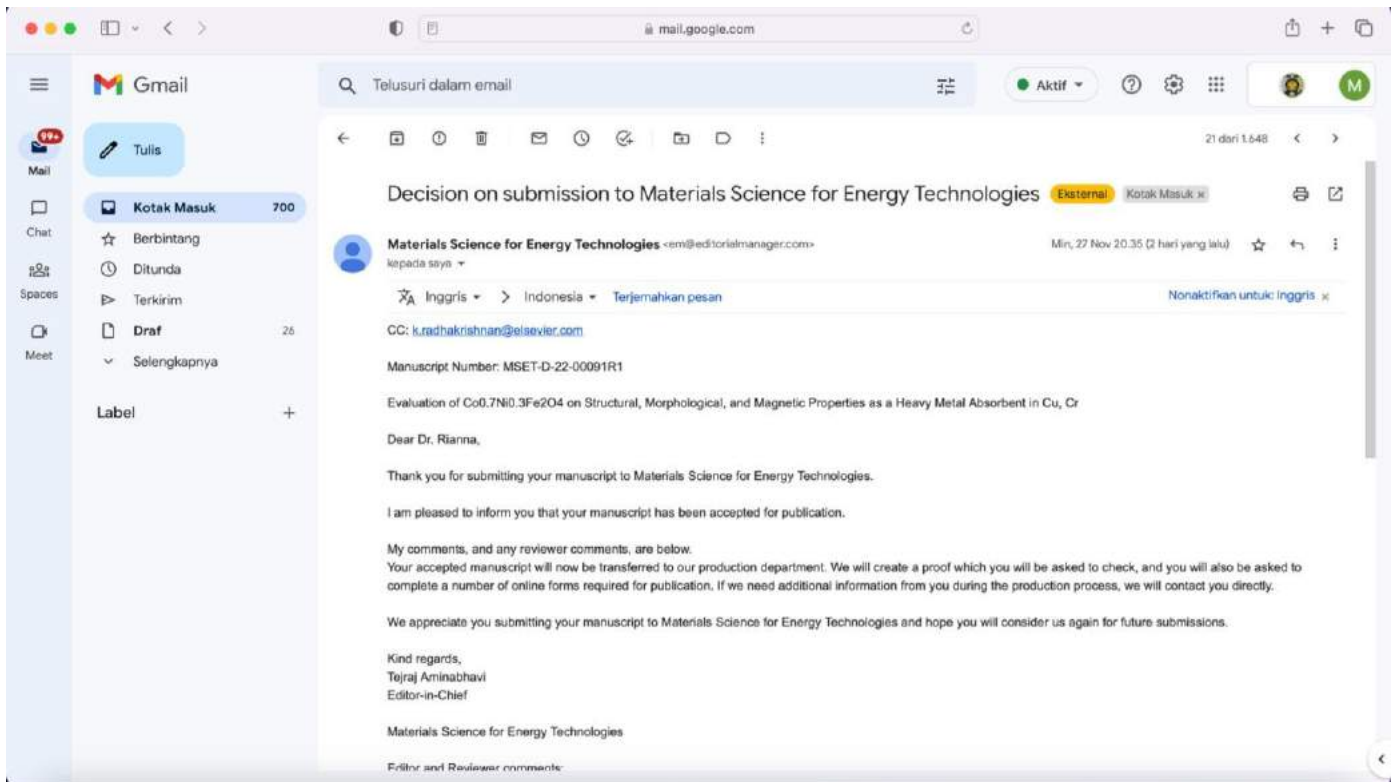 mail.google.com
Gmail
Telusuri dalam email
Aktif
M
99+
Mail
Chat
Spaces
Meet
Tulis
Kotak Masuk 700
Berbintang
Ditunda
Terkirim
Draf 26
Selengkapnya
Label
21 dari 1.648
Decision on submission to Materials Science for Energy Technologies Eksternal Kotak Masuk ×
Materials Science for Energy Technologies <em@editorialmanager.com> Min, 27 Nov 20.35 (2 hari yang lalu)
kepada saya
Inggris > Indonesia Terjemahkan pesan Nonaktifkan untuk: Inggris ×
CC: k.radhakrishnan@elsevier.com
Manuscript Number: MSET-D-22-00091R1
Evaluation of Co0.7Ni0.3Fe2O4 on Structural, Morphological, and Magnetic Properties as a Heavy Metal Absorbent in Cu, Cr
Dear Dr. Rianna,
Thank you for submitting your manuscript to Materials Science for Energy Technologies.
I am pleased to inform you that your manuscript has been accepted for publication.
My comments, and any reviewer comments, are below.
Your accepted manuscript will now be transferred to our production department. We will create a proof which you will be asked to check, and you will also be asked to
complete a number of online forms required for publication. If we need additional information from you during the production process, we will contact you directly.
We appreciate you submitting your manuscript to Materials Science for Energy Technologies and hope you will consider us again for future submissions.
Kind regards,
Tejraj Aminabhavi
Editor-in-Chief
Materials Science for Energy Technologies
Editor and Reviewer comments: